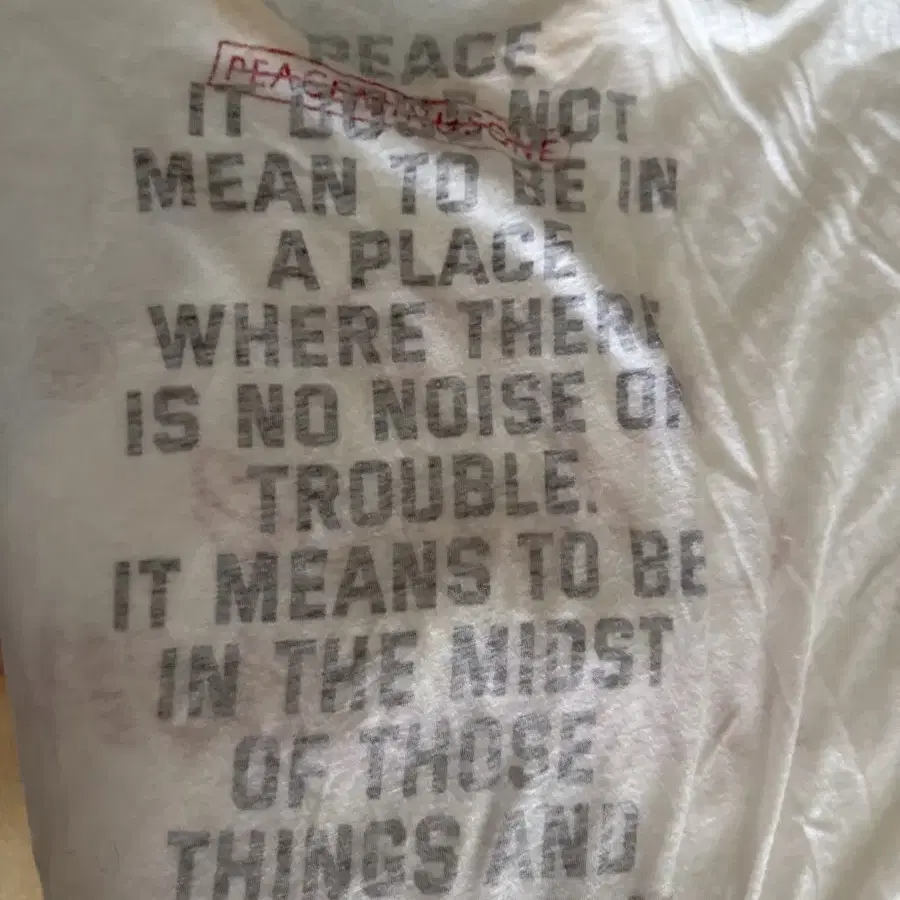 PEACE
IT DOSE NOT
MEAN TO BE IN
A PLACE
WHERE THERE
IS NO NOISE OR
TROUBLE.
IT MEANS TO BE
IN THE MIDST
OF THOSE
THINGS AND